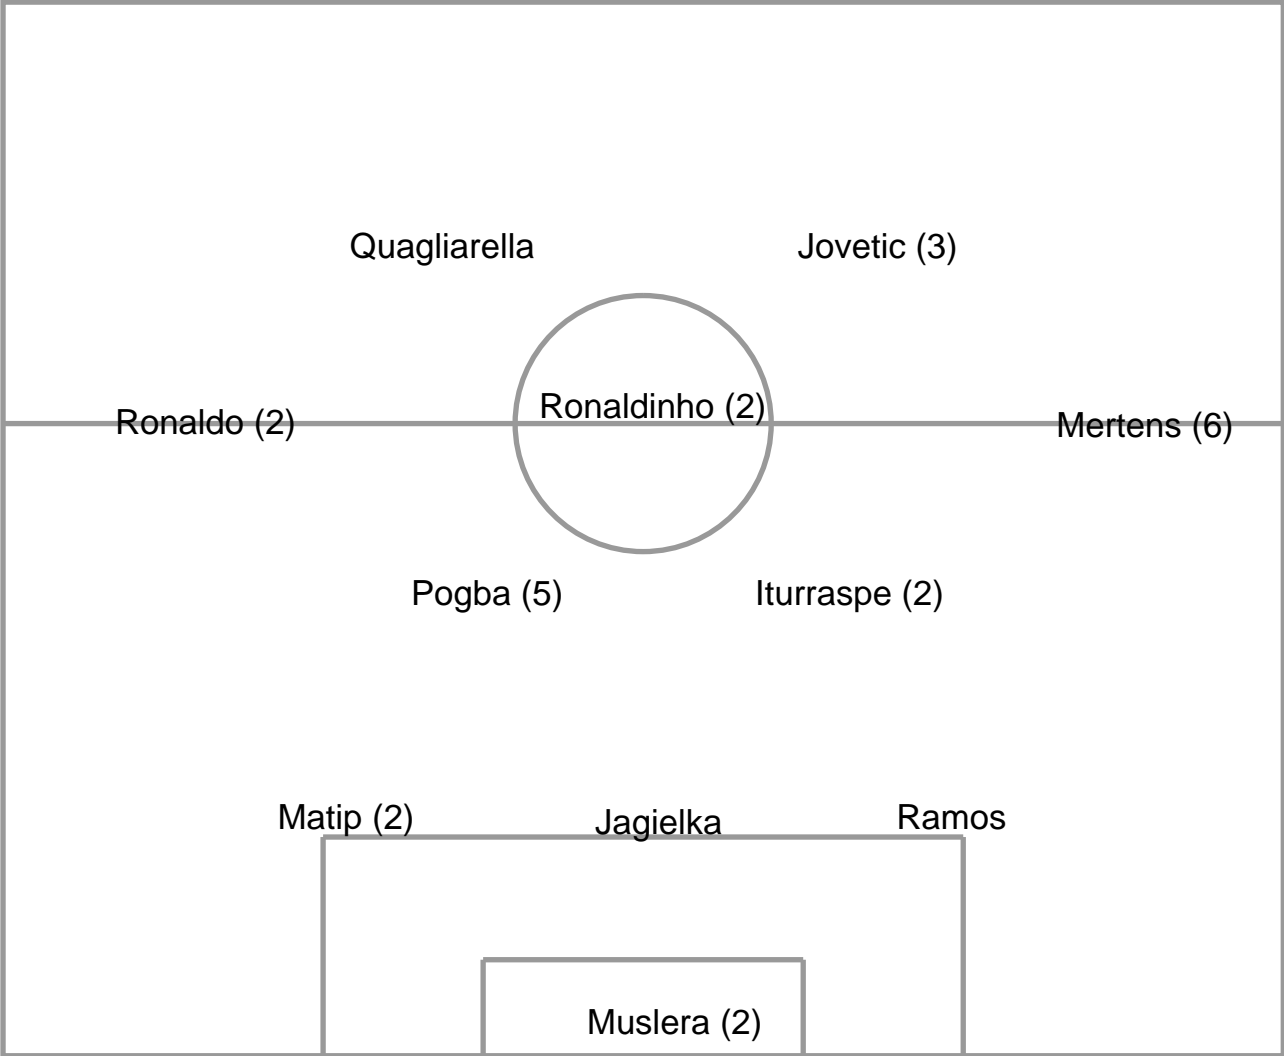 Quagliarella
Jovetic (3)
Ronaldinho (2)
Ronaldo (2)
Mertens (6)
Pogba (5)
Iturraspe (2)
Matip (2)
Jagielka
Ramos
Muslera (2)